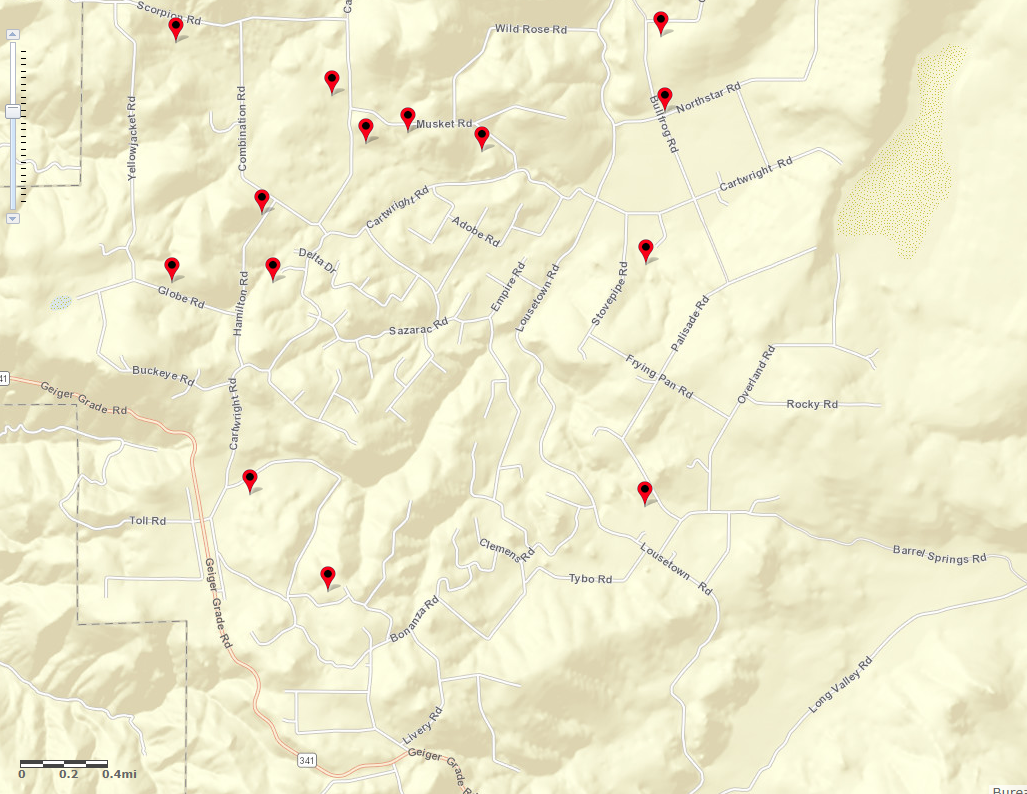 Scorpion Rd
Ca
C
Wild Rose Rd
Yellowjacket Rd
Combination Rd
Musket Rd
Bullfrog Rd
Northstar Rd
Cartwright Rd
Cartwright Rd
Adobe Rd
Delta Dr
Globe Rd
Hamilton Rd
Empire Rd
Lousetown Rd
Stovepipe Rd
Palisade Rd
Sazarac Rd
Frying Pan Rd
Overland Rd
Buckeye Rd
41
Geiger Grade Rd
Cartwright Rd
Rocky Rd
Toll Rd
Geiger Grade Rd
Clemens Rd
Tybo Rd
Lousetown Rd
Barrel Springs Rd
Bonanza Rd
Long Valley Rd
Livery Rd
341
Geiger Grade Rd
0 0.2 0.4mi
Burea